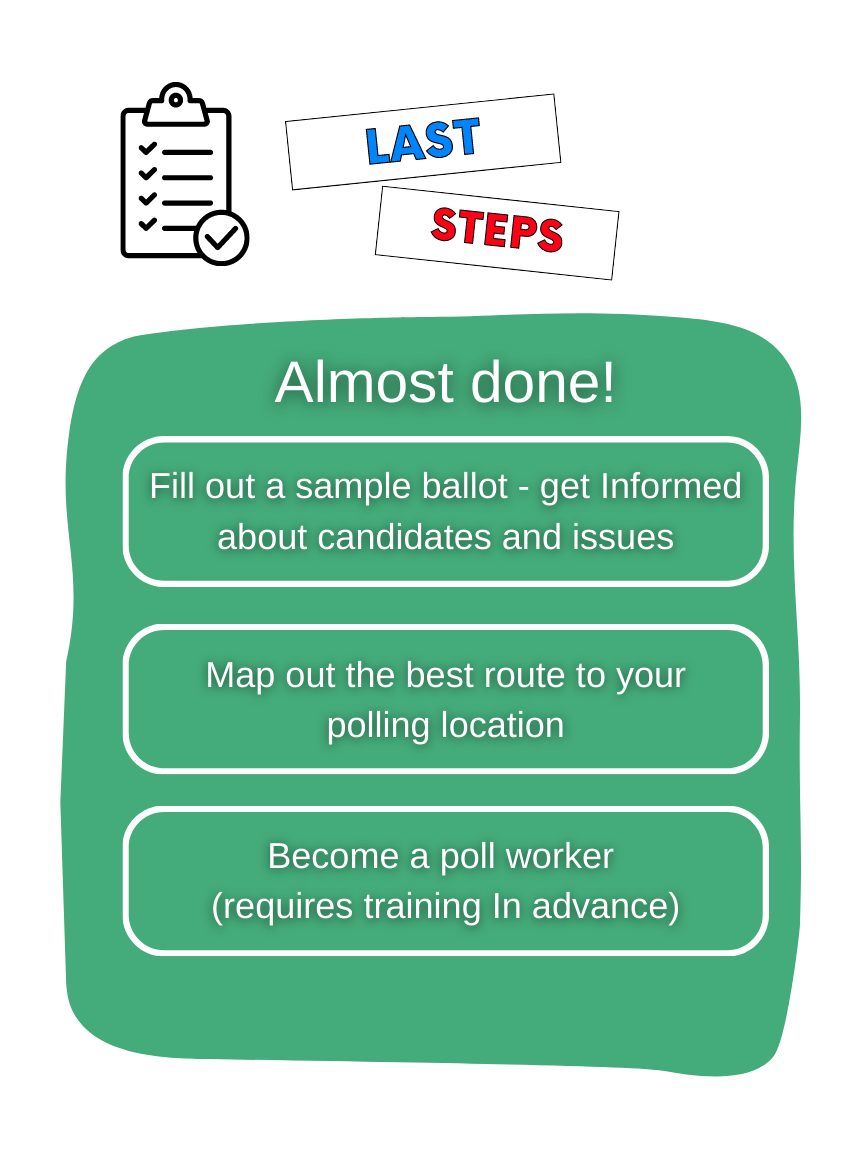 LAST
STEPS
Almost done!
Fill out a sample ballot - get Informed
about candidates and issues
Map out the best route to your
polling location
Become a poll worker
(requires training In advance)